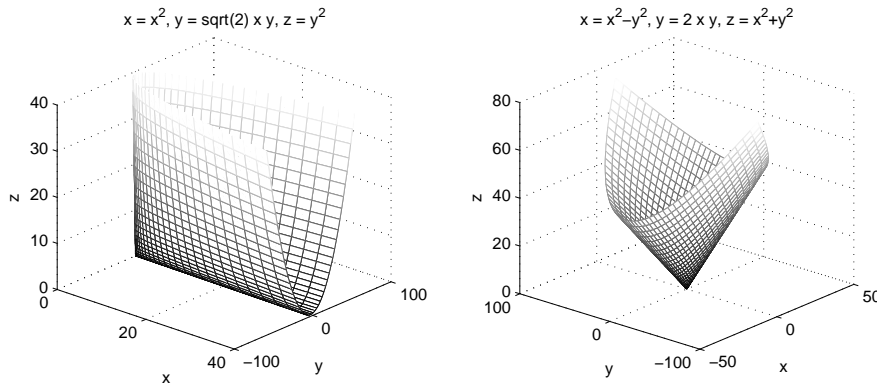 x = x², y = sqrt(2) x y, z = y²
40
30
20
10
0
z
0
20
40
x
−100
0
100
y
x = x²−y², y = 2 x y, z = x²+y²
80
60
40
20
0
z
100
0
−100
y
−50
0
50
x